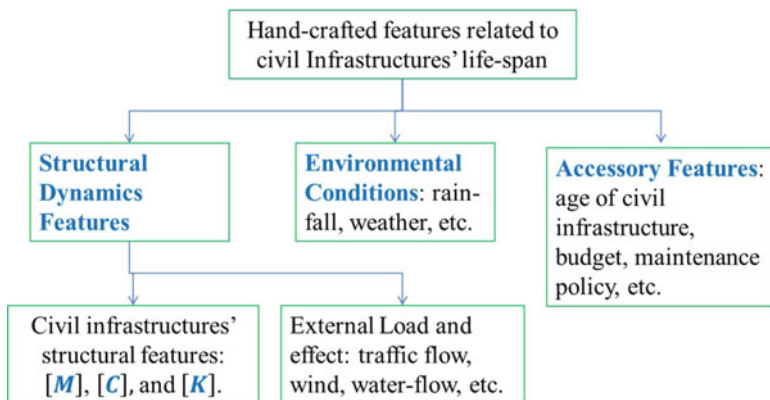 Hand-crafted features related to
civil Infrastructures' life-span
Structural
Dynamics
Features
Environmental
Conditions: rain-
fall, weather, etc.
Accessory Features:
age of civil
infrastructure,
budget, maintenance
policy, etc.
Civil infrastructures'
structural features:
[M], [C], and [K].
External Load and
effect: traffic flow,
wind, water-flow, etc.